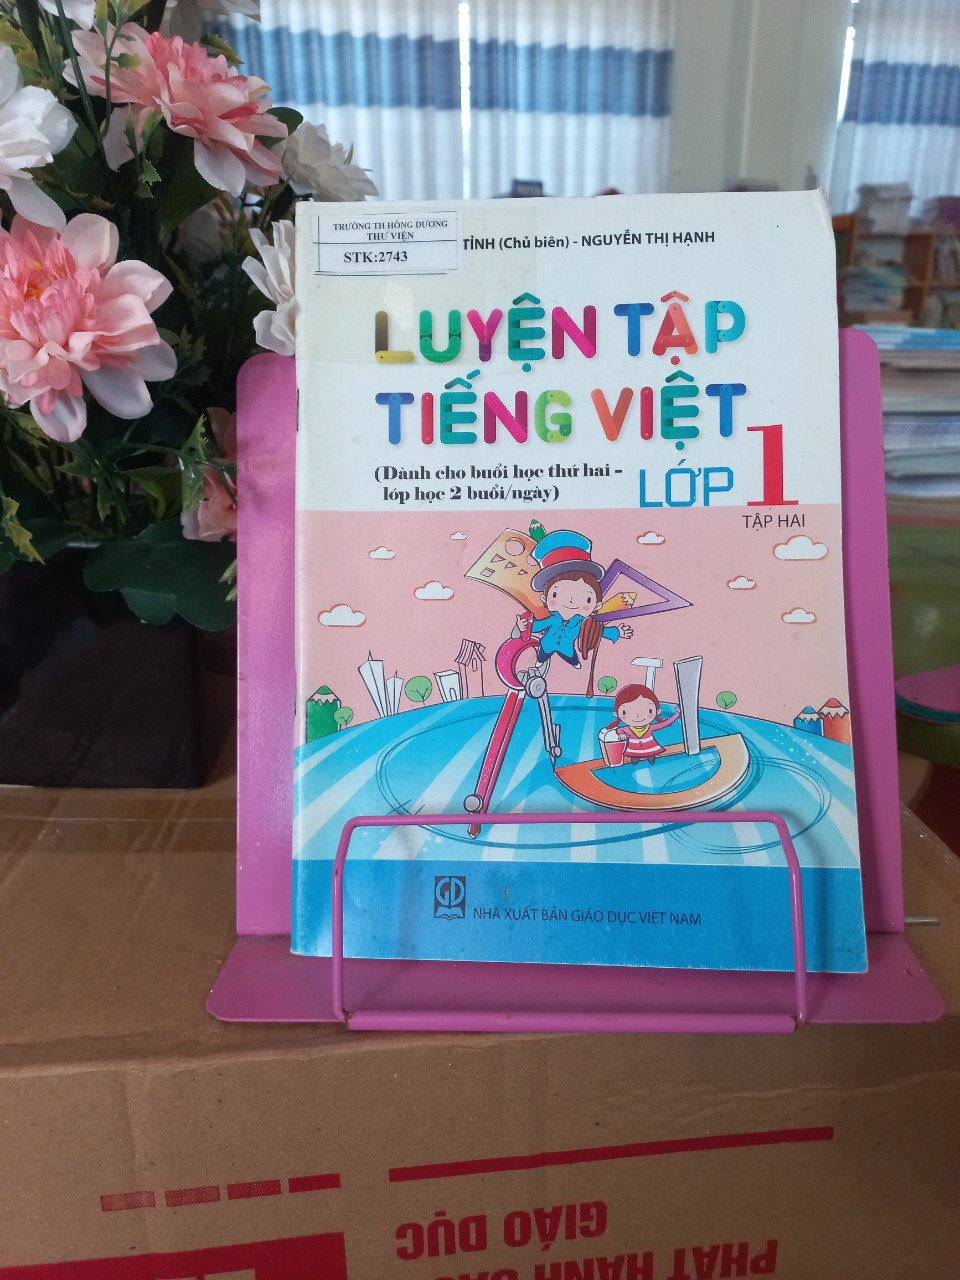 TRƯỜNG TH HỒNG DƯƠNG
THƯ VIỆN
STK:2743
TỈNH (Chủ biên) - NGUYỄN THỊ HẠNH
LUYỆN TẬP
TIẾNG VIỆT
(Dành cho buổi học thứ hai –
lớp học 2 buổi/ngày)
LỚP 1
TẬP HAI
GD
NHÀ XUẤT BẢN GIÁO DỤC VIỆT NAM
PHÁT HÀNH
GIÁO DỤC